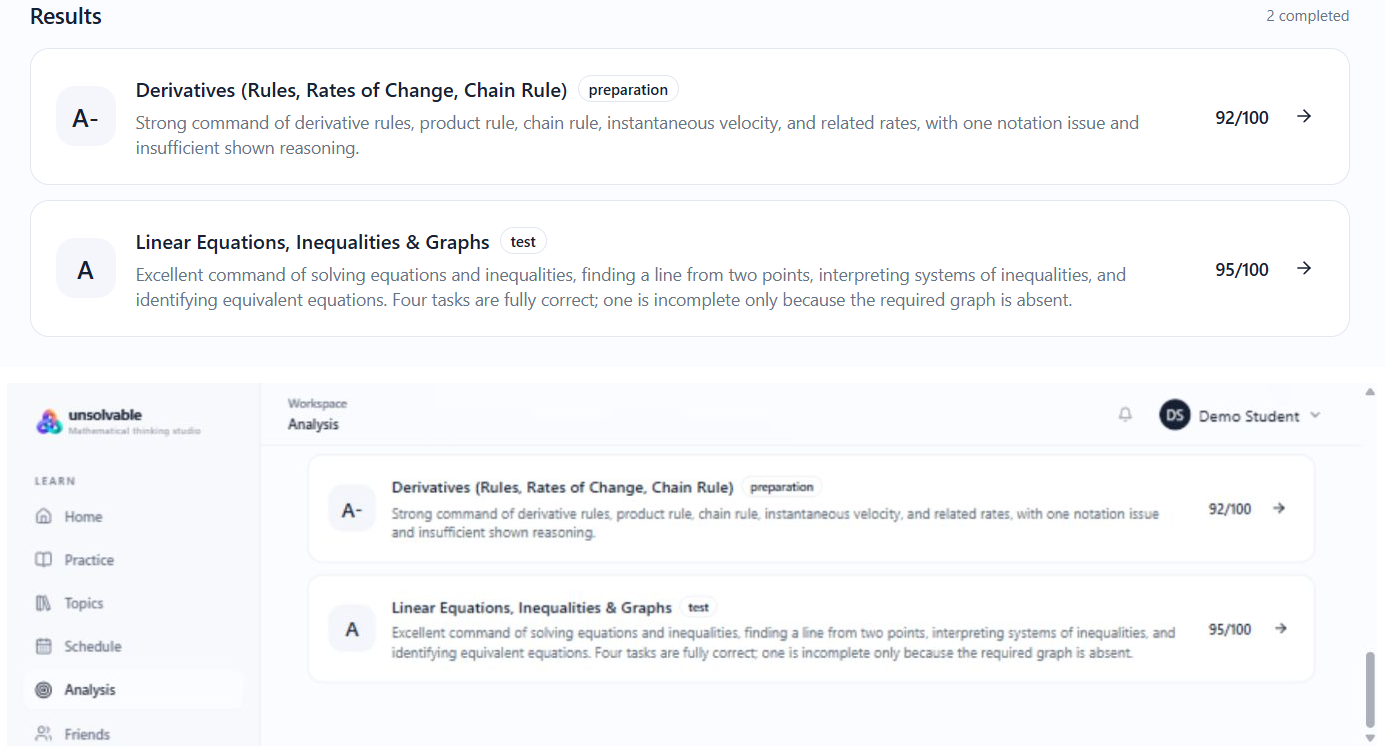 Results
2 completed
A-
Derivatives (Rules, Rates of Change, Chain Rule) preparation
Strong command of derivative rules, product rule, chain rule, instantaneous velocity, and related rates, with one notation issue and
insufficient shown reasoning.
92/100
A
Linear Equations, Inequalities & Graphs test
Excellent command of solving equations and inequalities, finding a line from two points, interpreting systems of inequalities, and
identifying equivalent equations. Four tasks are fully correct; one is incomplete only because the required graph is absent.
95/100
unsolvable
Mathematical thinking studio
LEARN
Home
Practice
Topics
Schedule
Analysis
Friends
Workspace
Analysis
DS
Demo Student
A-
Derivatives (Rules, Rates of Change, Chain Rule) preparation
Strong command of derivative rules, product rule, chain rule, instantaneous velocity, and related rates, with one notation issue
and insufficient shown reasoning.
92/100
A
Linear Equations, Inequalities & Graphs test
Excellent command of solving equations and inequalities, finding a line from two points, interpreting systems of inequalities, and
identifying equivalent equations. Four tasks are fully correct; one is incomplete only because the required graph is absent.
95/100